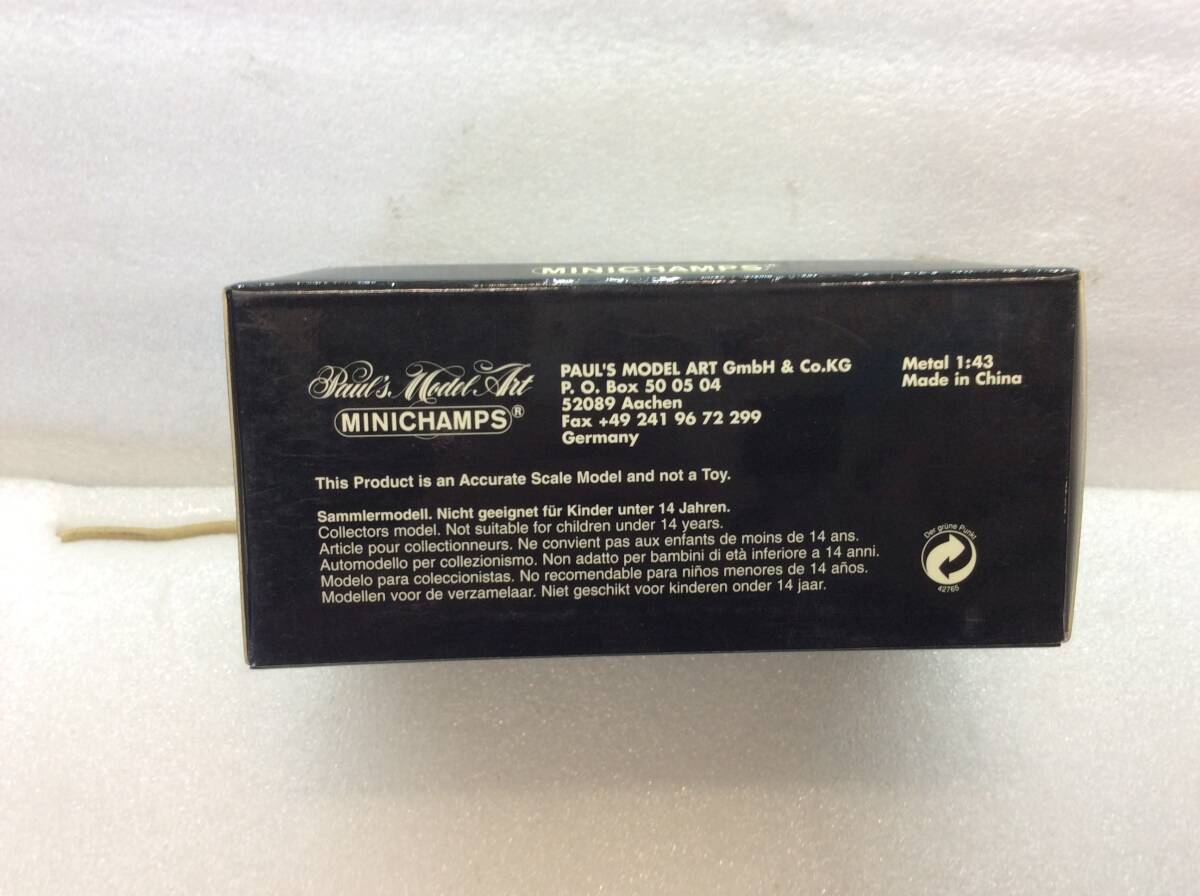 MINICHAMPS
Paul's Model Art
MINICHAMPS®
PAUL'S MODEL ART GmbH & Co.KG
P. O. Box 50 05 04
52089 Aachen
Fax +49 241 96 72 299
Germany
Metal 1:43
Made in China
This Product is an Accurate Scale Model and not a Toy.
Sammlermodell. Nicht geeignet für Kinder unter 14 Jahren.
Collectors model. Not suitable for children under 14 years.
Article pour collectionneurs. Ne convient pas aux enfants de moins de 14 ans.
Automodello per collezionismo. Non adatto per bambini di età inferiore a 14 anni.
Modelo para coleccionistas. No recomendable para niños menores de 14 años.
Modellen voor de verzamelaar. Niet geschikt voor kinderen onder 14 jaar.
Der grüne Punkt
42765